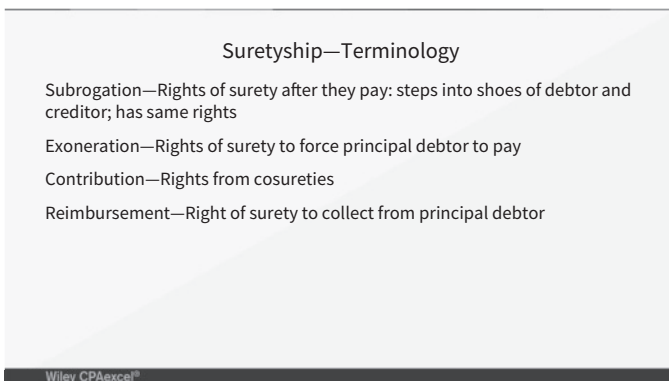 Suretyship—Terminology
Subrogation—Rights of surety after they pay: steps into shoes of debtor and
creditor; has same rights
Exoneration—Rights of surety to force principal debtor to pay
Contribution—Rights from cosureties
Reimbursement—Right of surety to collect from principal debtor
Wiley CPAexcel®